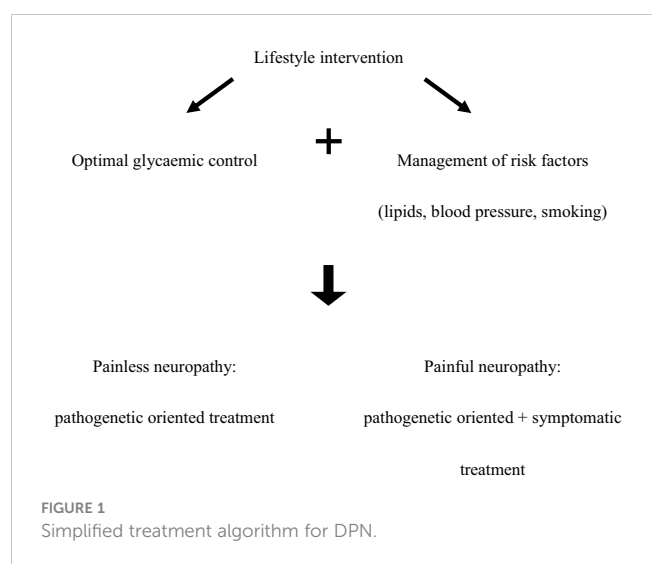 Lifestyle intervention
+
Optimal glycaemic control
Management of risk factors
(lipids, blood pressure, smoking)
Painless neuropathy:
pathogenetic oriented treatment
Painful neuropathy:
pathogenetic oriented + symptomatic
treatment
FIGURE 1
Simplified treatment algorithm for DPN.